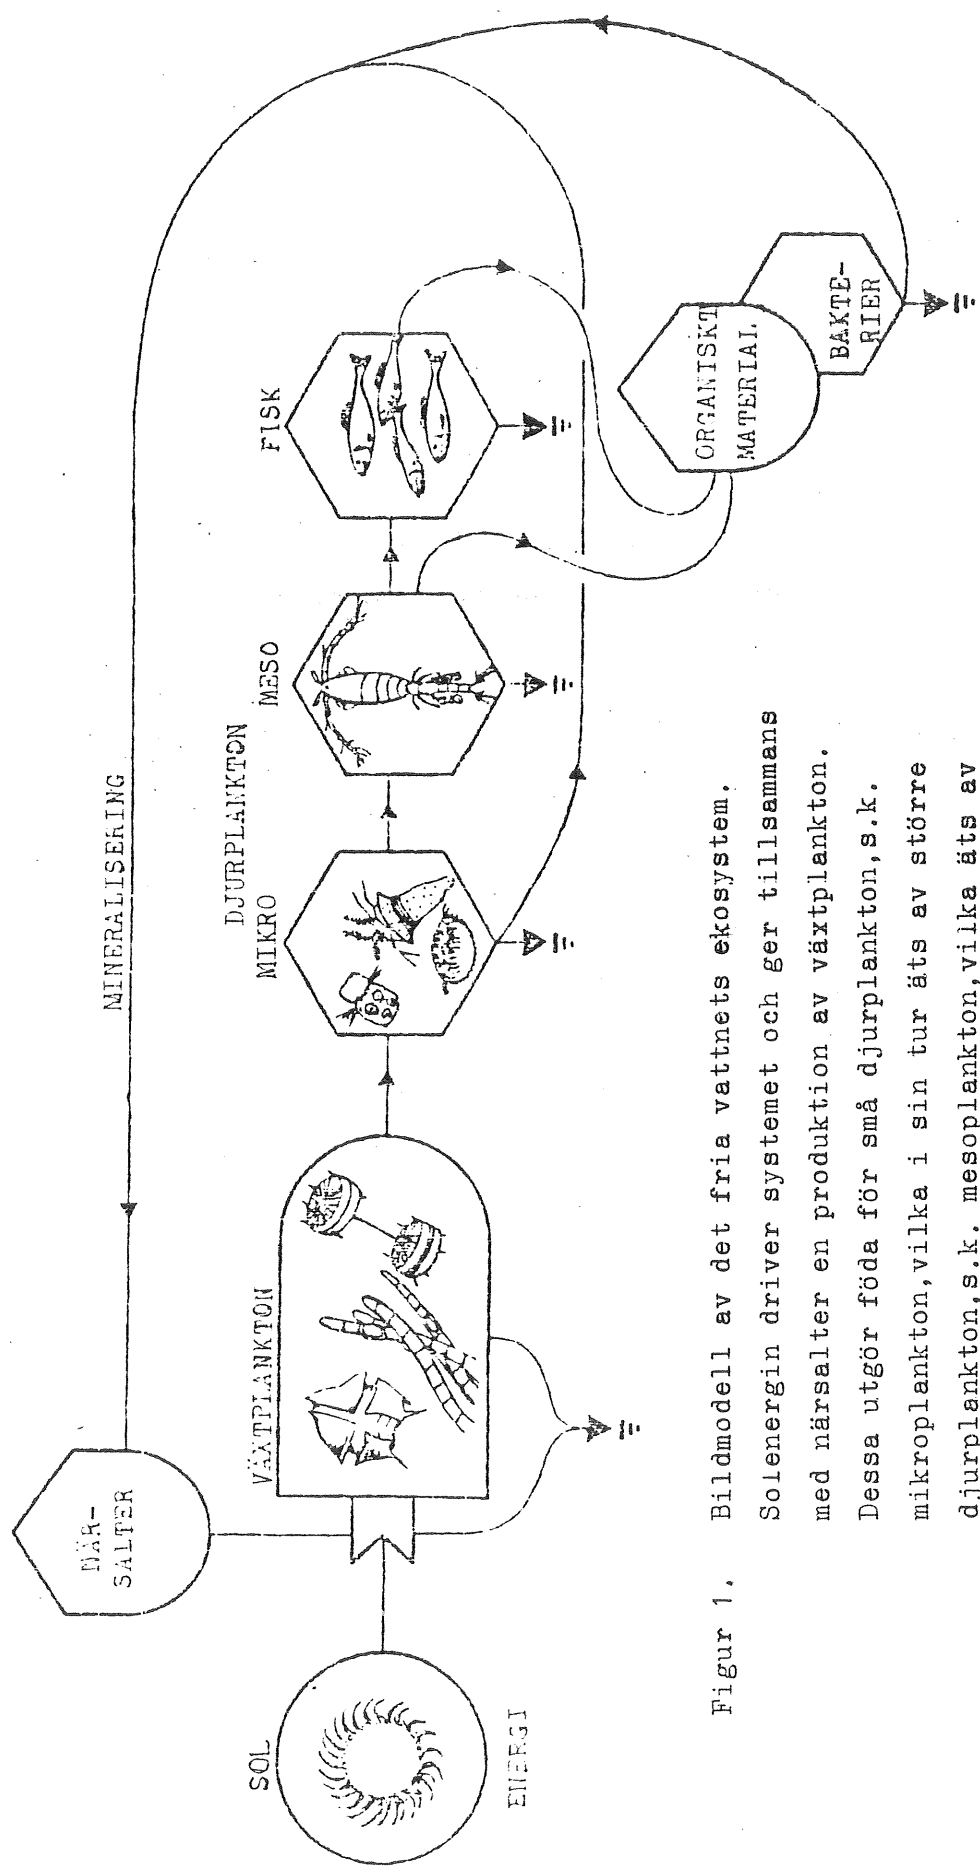 MINERALISERING
NÄR-
SALTER
DJURPLANKTON
SOL
VÄXTPLANKTON
MIKRO
MESO
FISK
ENERGI
ORGANISKT
MATERIAL
BAKTE-
RIER
Figur 1. Bildmodell av det fria vattnets ekosystem.
Solenergin driver systemet och ger tillsammans
med närsalter en produktion av växtplankton.
Dessa utgör föda för små djurplankton,s.k.
mikroplankton,vilka i sin tur äts av större
djurplankton,s.k. mesoplankton,vilka äts av